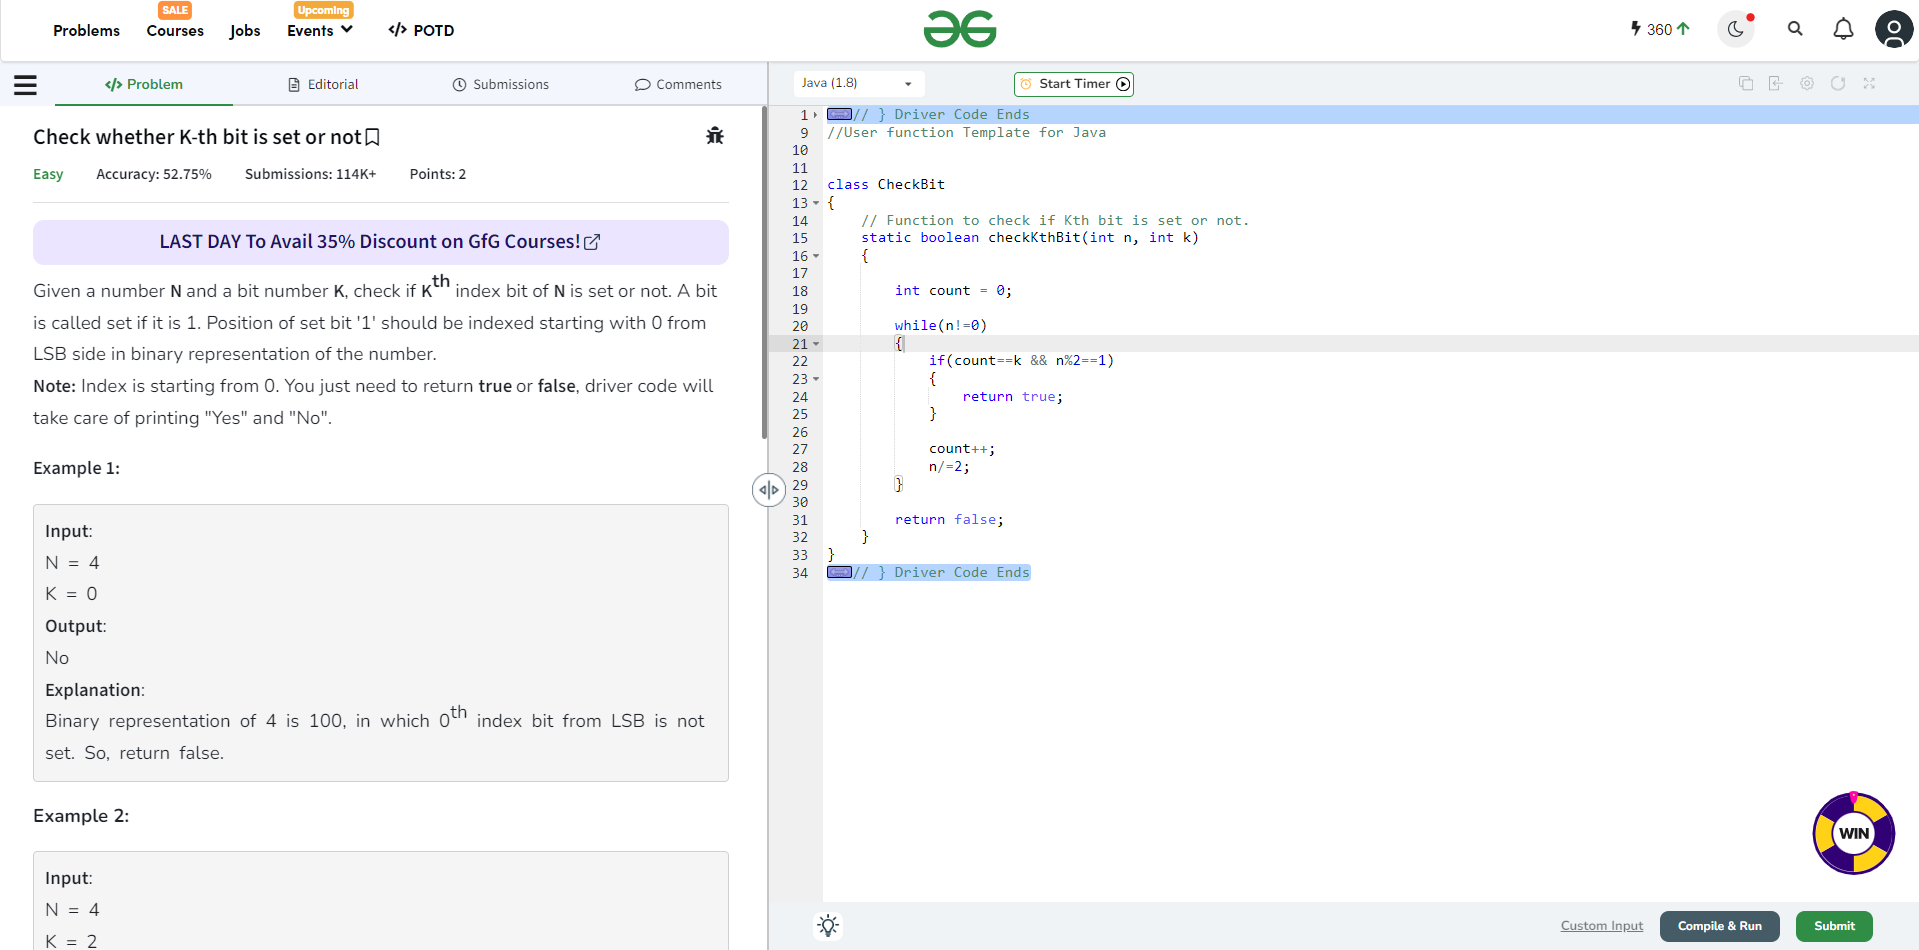 SALE
Upcoming
Problems
Courses
Jobs
Events
</> POTD
360
</> Problem
Editorial
Submissions
Comments
Java (1.8)
Start Timer
Check whether K-th bit is set or not
Easy
Accuracy: 52.75%
Submissions: 114K+
Points: 2
LAST DAY To Avail 35% Discount on GfG Courses!
Given a number N and a bit number K, check if Kth index bit of N is set or not. A bit
is called set if it is 1. Position of set bit '1' should be indexed starting with 0 from
LSB side in binary representation of the number.
Note: Index is starting from 0. You just need to return true or false, driver code will
take care of printing "Yes" and "No".
Example 1:
Input:
N = 4
K = 0
Output:
No
Explanation:
Binary representation of 4 is 100, in which 0th index bit from LSB is not
set. So, return false.
Example 2:
Input:
N = 4
K = 2
1 // } Driver Code Ends
9 //User function Template for Java
10
11
12 class CheckBit
13 {
14     // Function to check if Kth bit is set or not.
15     static boolean checkKthBit(int n, int k)
16     {
17
18         int count = 0;
19
20         while(n!=0)
21         {
22             if(count==k && n%2==1)
23             {
24                 return true;
25             }
26
27             count++;
28             n/=2;
29         }
30
31         return false;
32     }
33 }
34 // } Driver Code Ends
WIN
Custom Input
Compile & Run
Submit